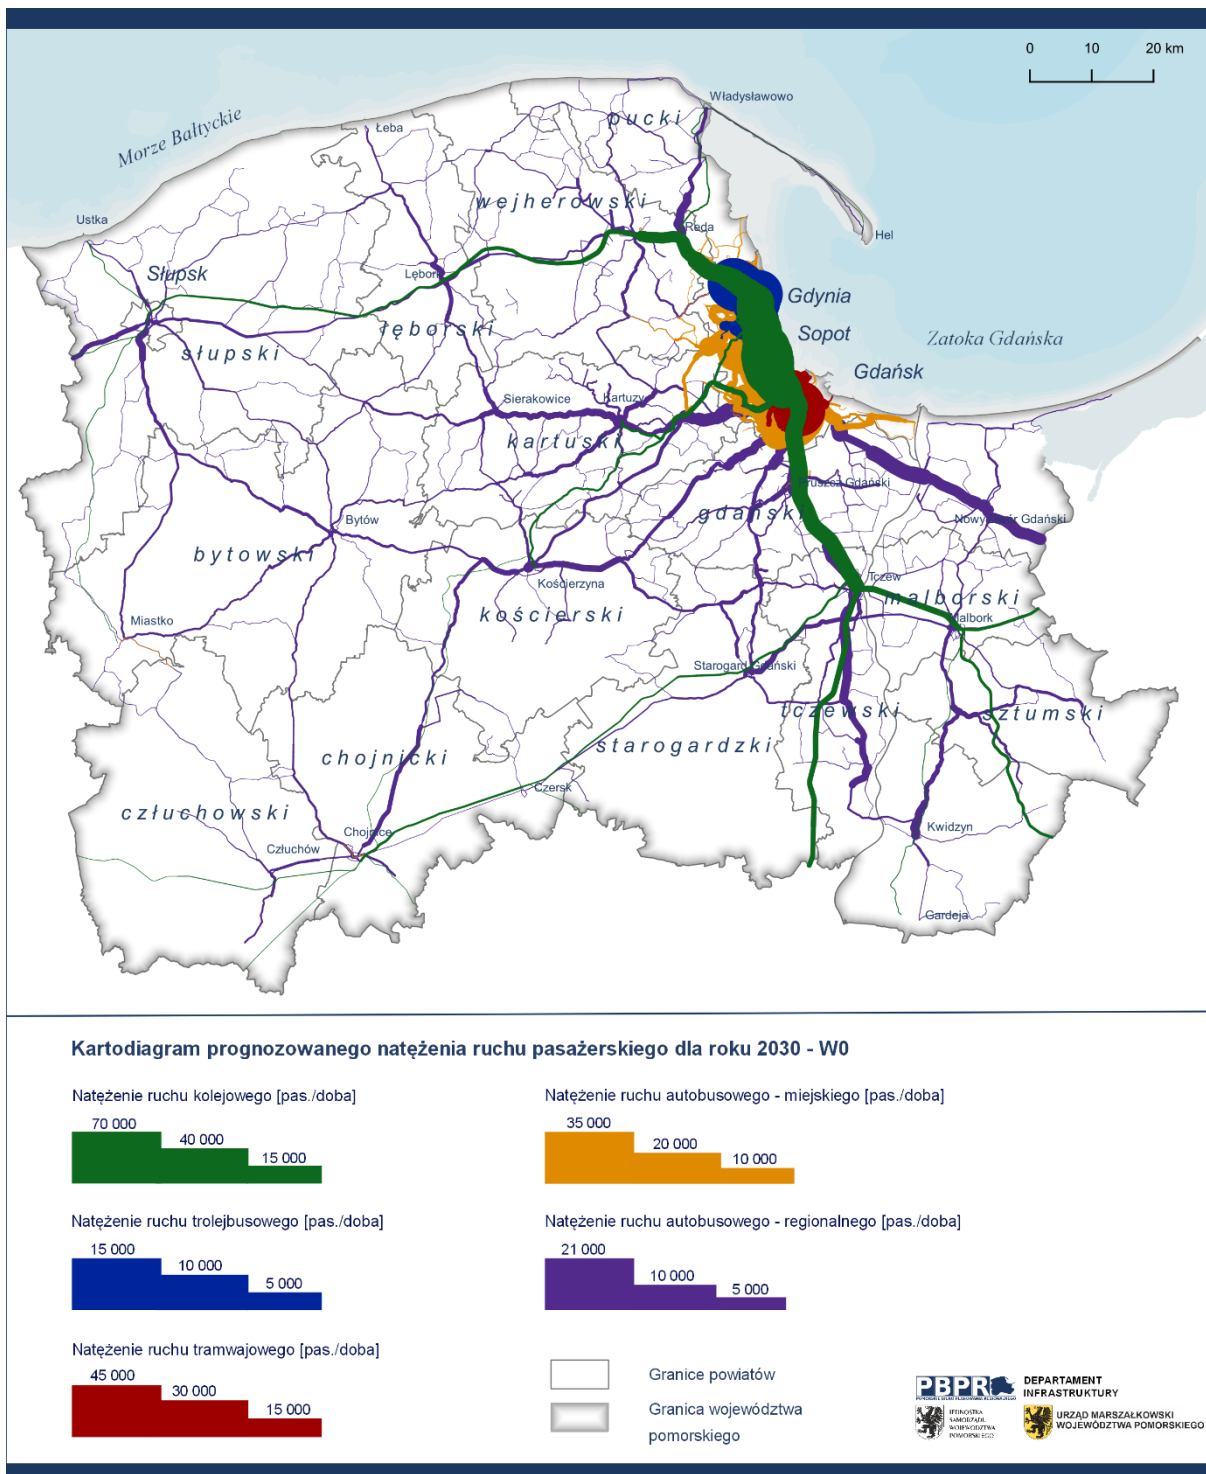 0 10 20 km
Władysławowo
pucki
Morze Bałtyckie
Łeba
wejherowski
Ustka
Reda
Hel
Słupsk
Lębork
Gdynia
łęborski
Sopot
Zatoka Gdańska
słupski
Gdańsk
Sierakowice
Kartuzy
kartuski
Pruszcz Gdański
gdański
Bytów
Nowy Dwór Gdański
bytowski
Kościerzyna
Tczew
malborski
kościerski
Miastko
Malbork
Starogard Gdański
tczewski
sztumski
starogardzki
chojnicki
Czersk
człuchowski
Chojnice
Kwidzyn
Człuchów
Gardeja
Kartodiagram prognozowanego natężenia ruchu pasażerskiego dla roku 2030 - W0
Natężenie ruchu kolejowego [pas./doba]
70 000
40 000
15 000
Natężenie ruchu autobusowego - miejskiego [pas./doba]
35 000
20 000
10 000
Natężenie ruchu trolejbusowego [pas./doba]
15 000
10 000
5 000
Natężenie ruchu autobusowego - regionalnego [pas./doba]
21 000
10 000
5 000
Natężenie ruchu tramwajowego [pas./doba]
45 000
30 000
15 000
Granice powiatów
Granica województwa
pomorskiego
PBPR
DEPARTAMENT
INFRASTRUKTURY
JEDNOSTKA
SAMORZĄDU
WOJEWÓDZTWA
POMORSKIEGO
URZĄD MARSZAŁKOWSKI
WOJEWÓDZTWA POMORSKIEGO